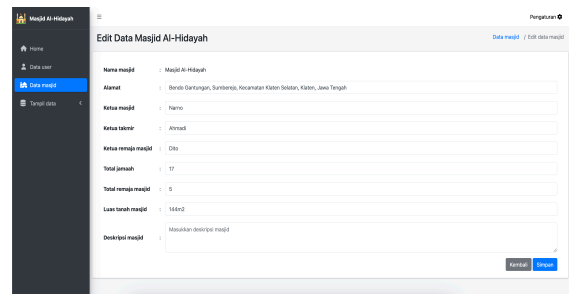 Masjid Al-Hidayah
Pengaturan
Edit Data Masjid Al-Hidayah
Data masjid / Edit data masjid
Home
Data user
Data masjid
Tampil data
Nama masjid : Masjid Al-Hidayah
Alamat : Bendo Gantungan, Sumberejo, Kecamatan Klaten Selatan, Klaten, Jawa Tengah
Ketua masjid : Narno
Ketua takmir : Ahmadi
Ketua remaja masjid : Dito
Total jamaah : 17
Total remaja masjid : 5
Luas tanah masjid : 144m2
Deskripsi masjid : Masukkan deskripsi masjid
Kembali Simpan